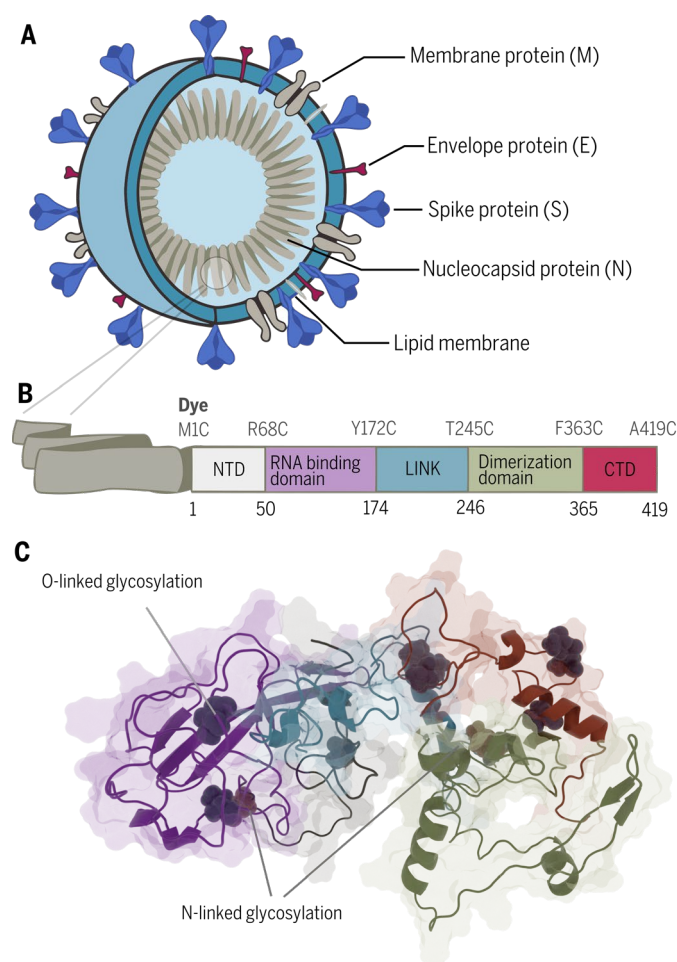 A
Membrane protein (M)
Envelope protein (E)
Spike protein (S)
Nucleocapsid protein (N)
Lipid membrane
B
Dye
M1C R68C Y172C T245C F363C A419C
NTD
RNA binding
domain
LINK
Dimerization
domain
CTD
1 50 174 246 365 419
C
O-linked glycosylation
N-linked glycosylation